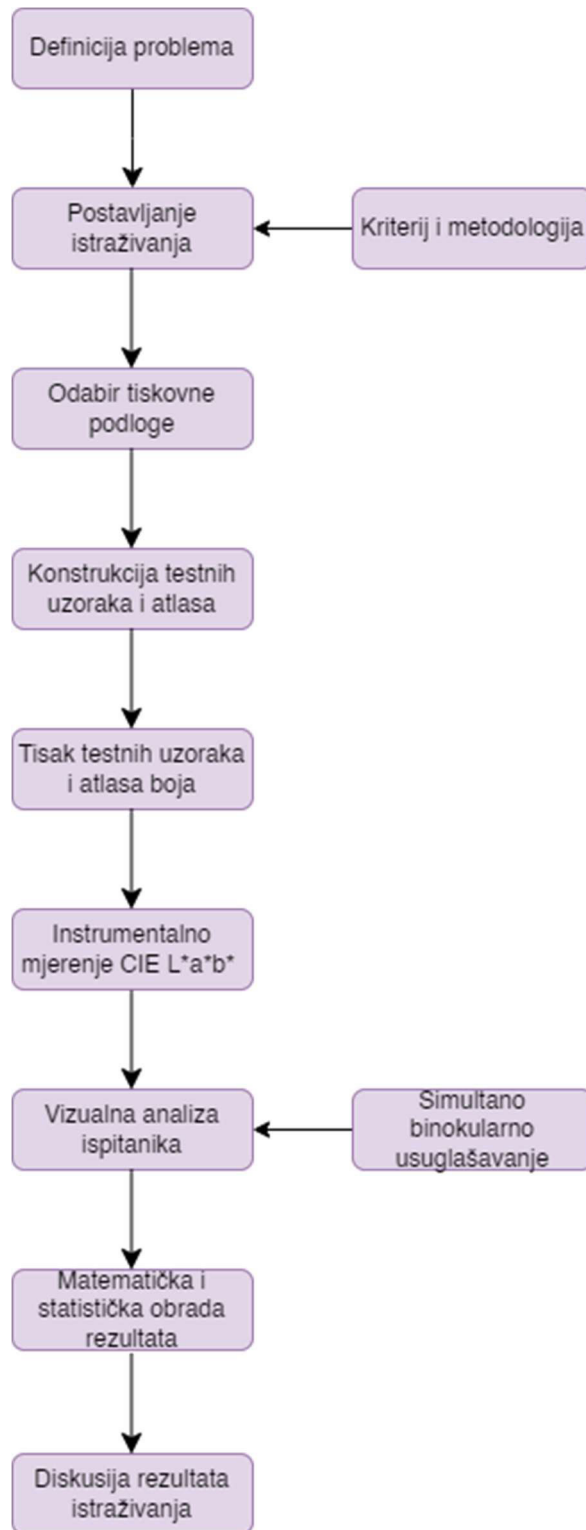 Definicija problema
Postavljanje
istraživanja
Kriterij i metodologija
Odabir tiskovne
podloge
Konstrukcija testnih
uzoraka i atlasa
Tisak testnih uzoraka
i atlasa boja
Instrumentalno
mjerenje CIE L*a*b*
Vizualna analiza
ispitanika
Simultano
binokularno
usuglašavanje
Matematička i
statistička obrada
rezultata
Diskusija rezultata
istraživanja